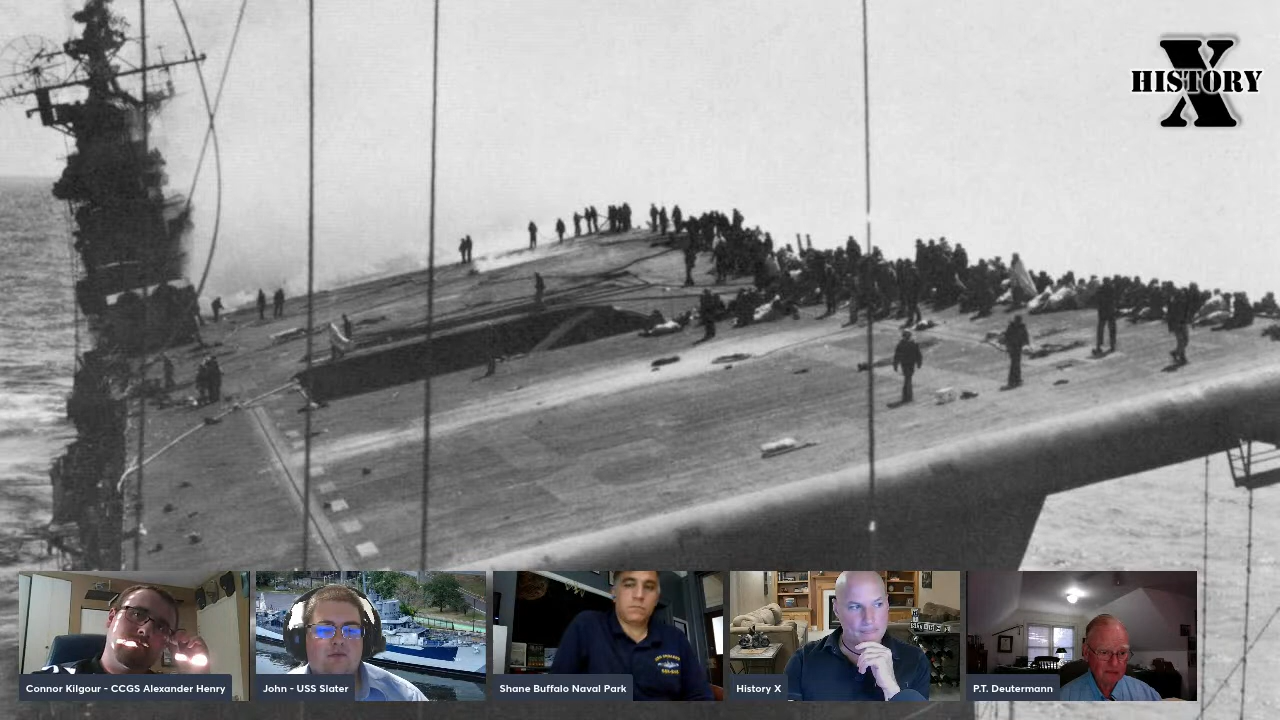 HISTORY
X
Connor Kilgour - CCGS Alexander Henry
John - USS Slater
Shane Buffalo Naval Park
History X
P.T. Deutermann